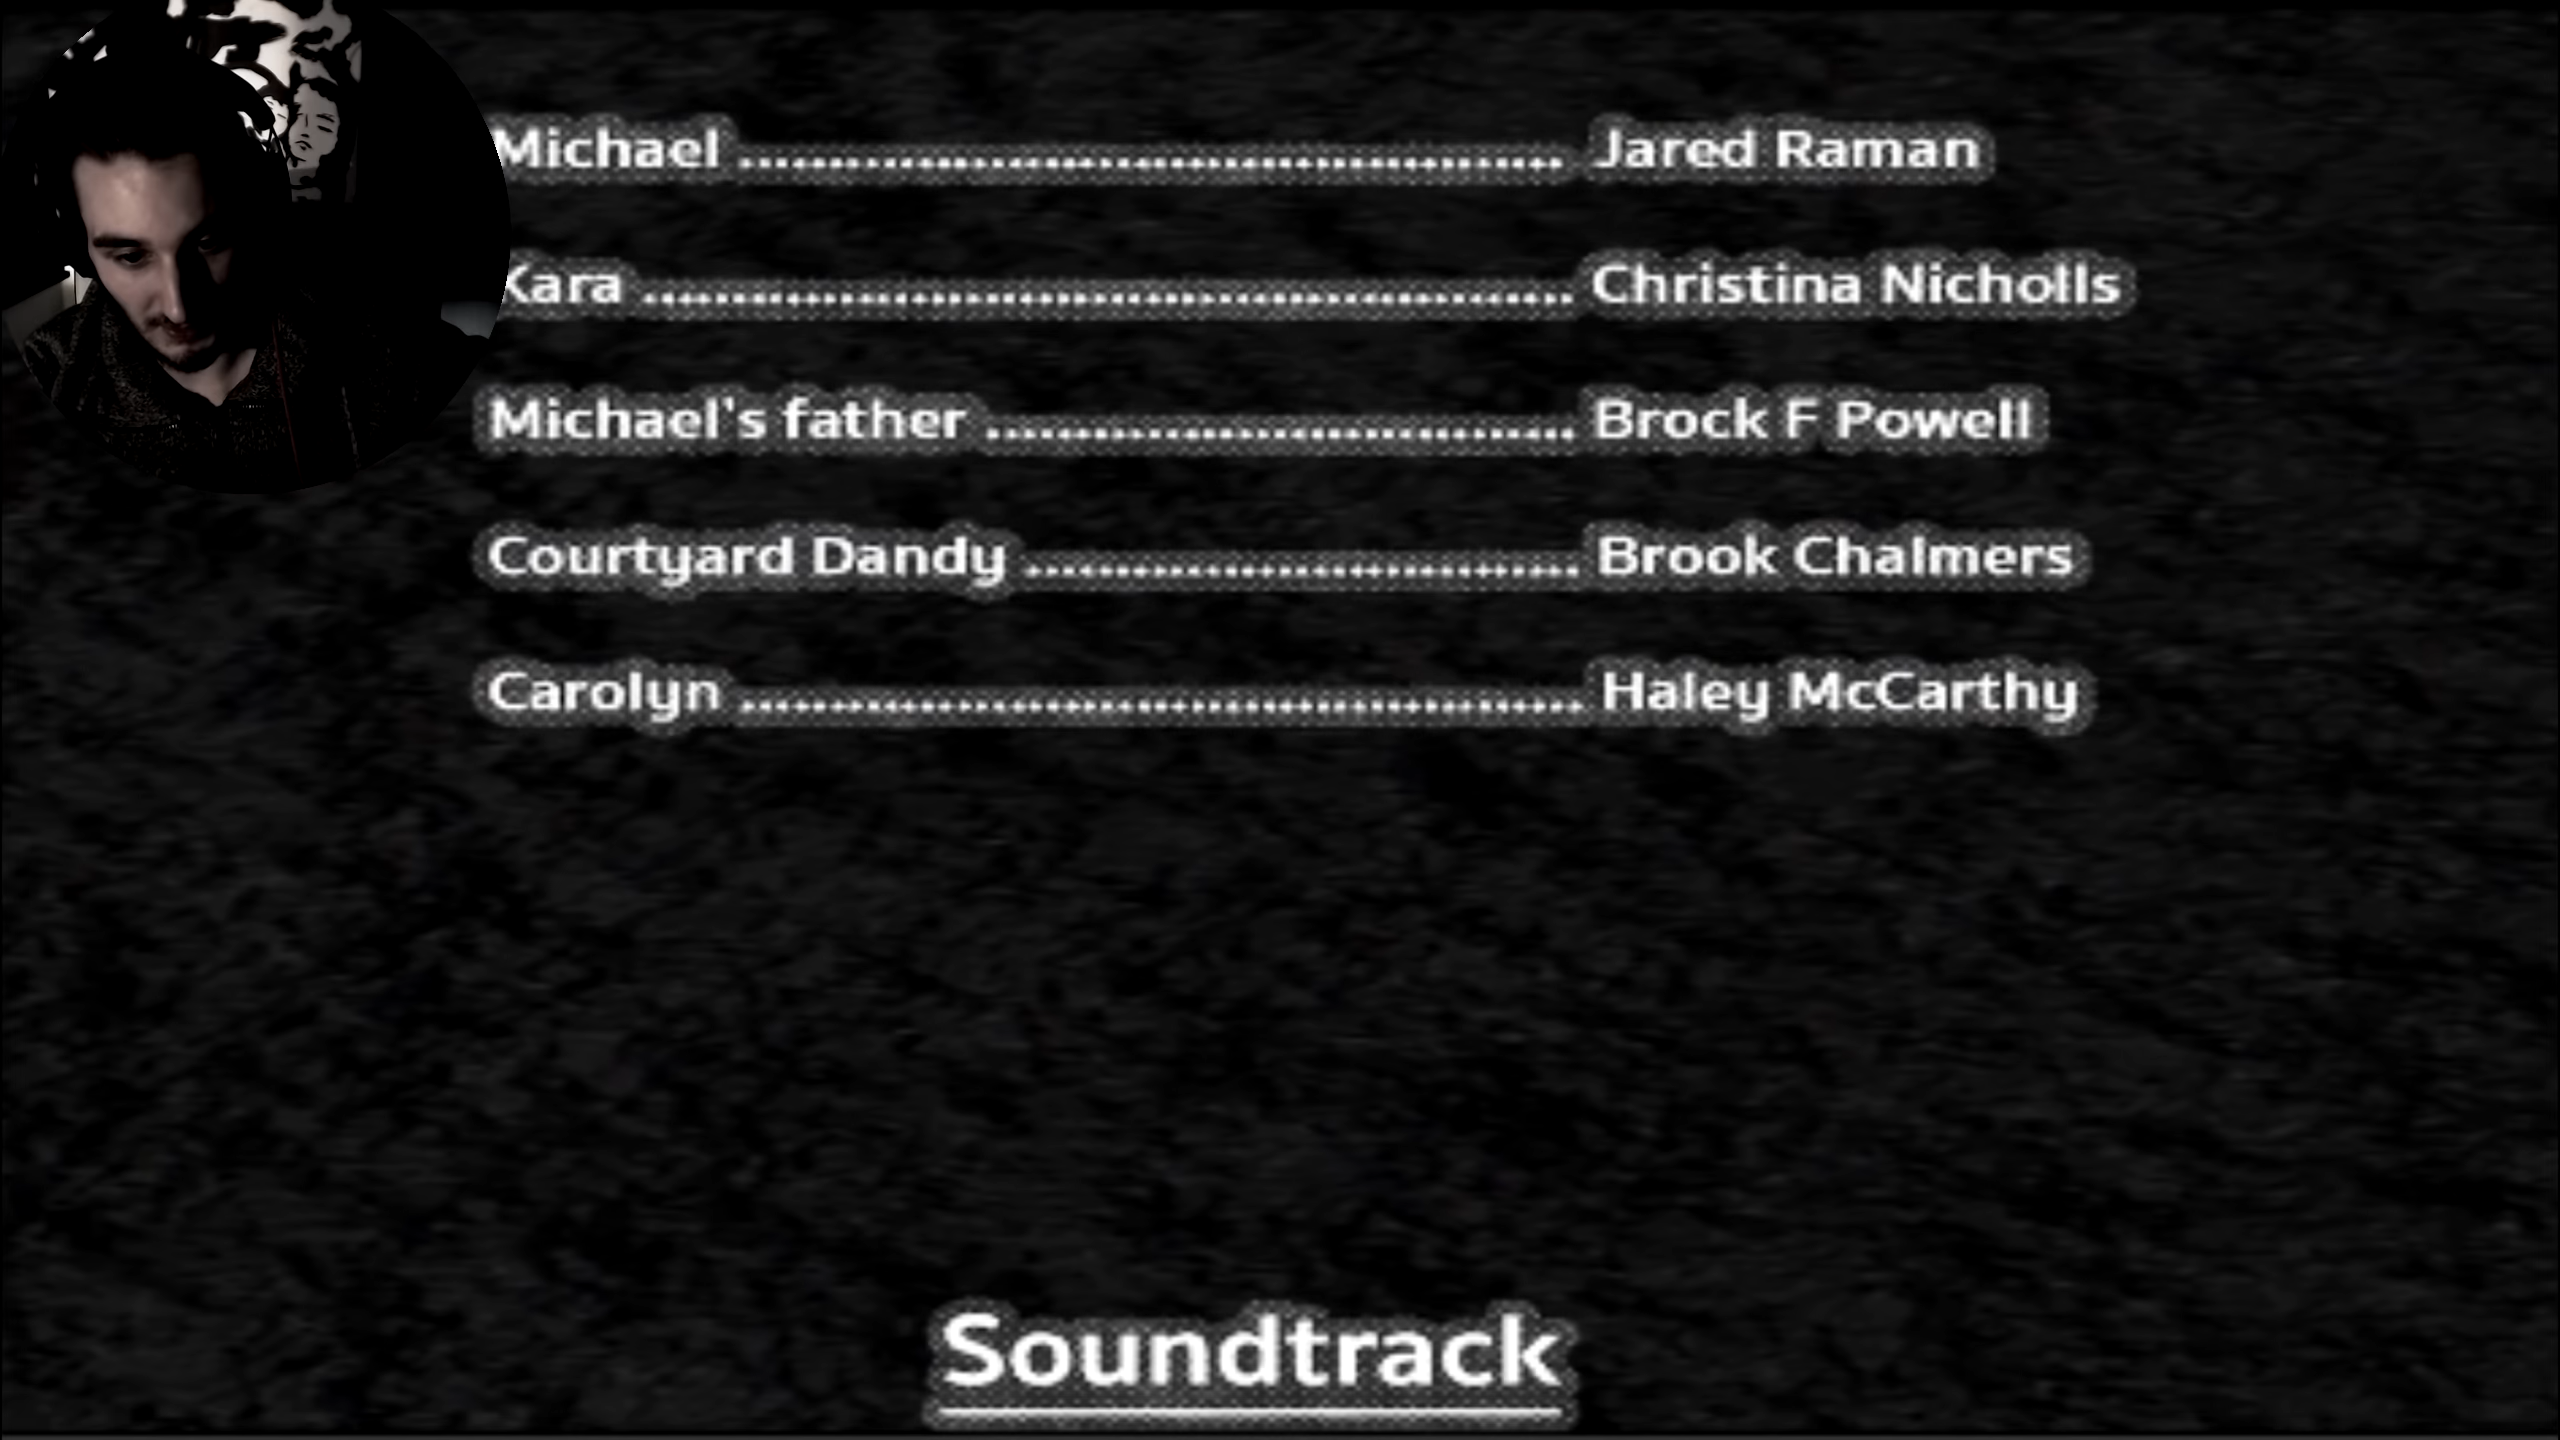 Michael ............................................................ Jared Raman
Kara ............................................................ Christina Nicholls
Michael's father ........................................ Brock F Powell
Courtyard Dandy ...................................... Brook Chalmers
Carolyn ............................................................ Haley McCarthy
Soundtrack